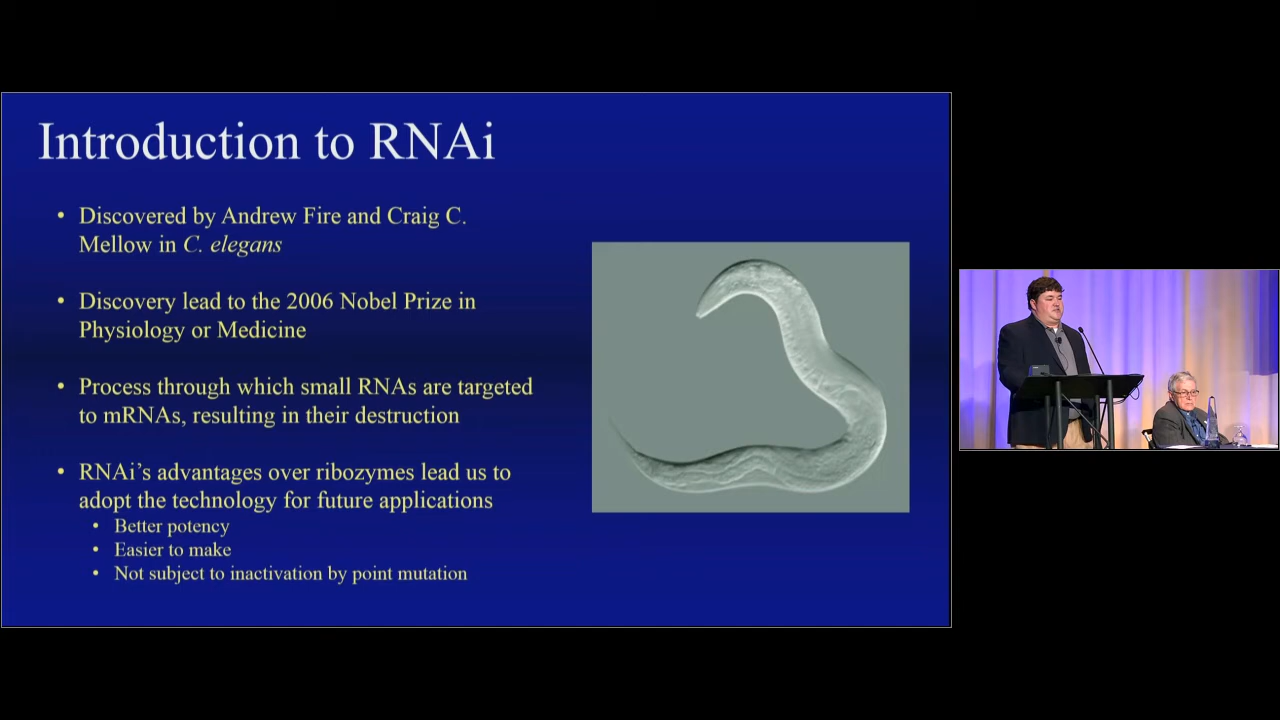 Introduction to RNAi
• Discovered by Andrew Fire and Craig C.
Mellow in C. elegans
• Discovery lead to the 2006 Nobel Prize in
Physiology or Medicine
• Process through which small RNAs are targeted
to mRNAs, resulting in their destruction
• RNAi’s advantages over ribozymes lead us to
adopt the technology for future applications
• Better potency
• Easier to make
• Not subject to inactivation by point mutation